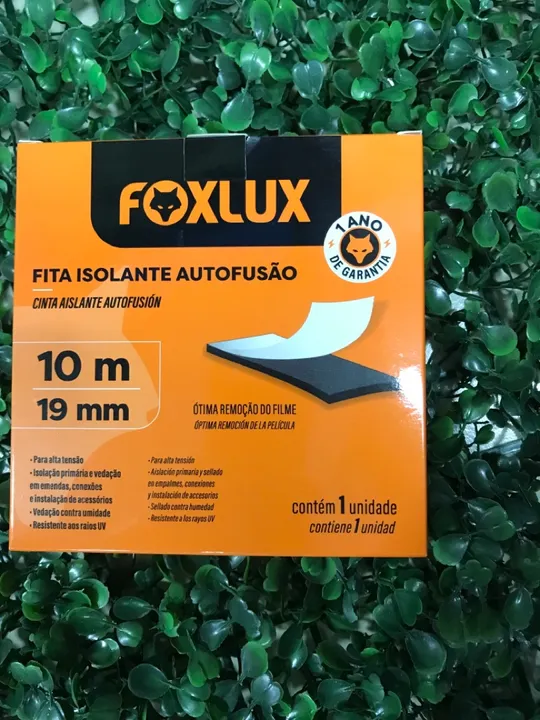 FOXLUX
1 ANO
DE GARANTIA
FITA ISOLANTE AUTOFUSÃO
CINTA AISLANTE AUTOFUSIÓN
10 m
19 mm
ÓTIMA REMOÇÃO DO FILME
ÓPTIMA REMOCIÓN DE LA PELÍCULA
• Para alta tensão
• Isolação primária e vedação
em emendas, conexões
e instalação de acessórios
• Vedação contra umidade
• Resistente aos raios UV
• Para alta tensión
• Aislación primaria y sellado
en empalmes, conexiones
y instalación de accesorios
• Sellado contra humedad
• Resistente a los rayos UV
contém 1 unidade
contiene 1 unidad